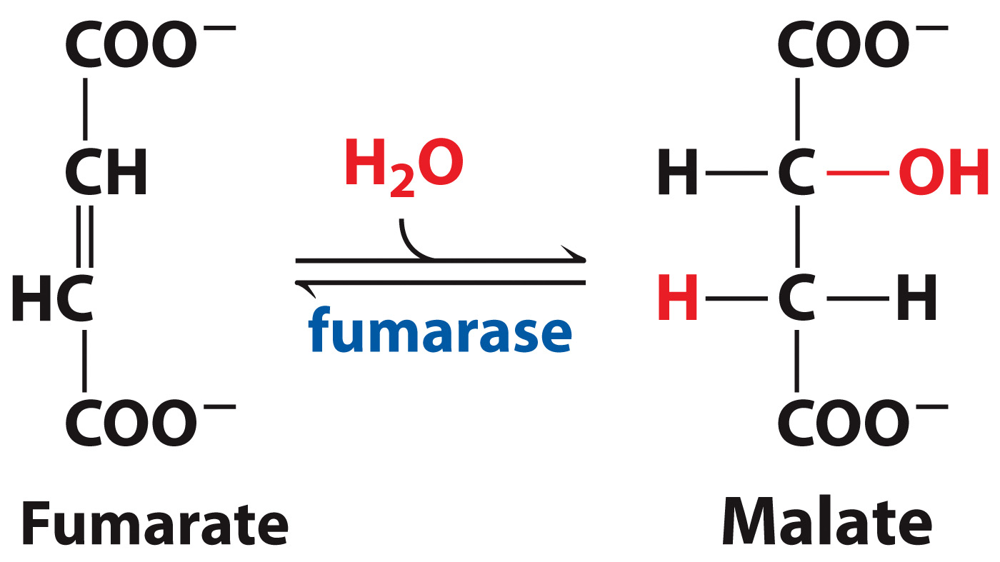 COO⁻
CH
HC
COO⁻
Fumarate
H₂O
fumarase
COO⁻
H C OH
H C H
COO⁻
Malate